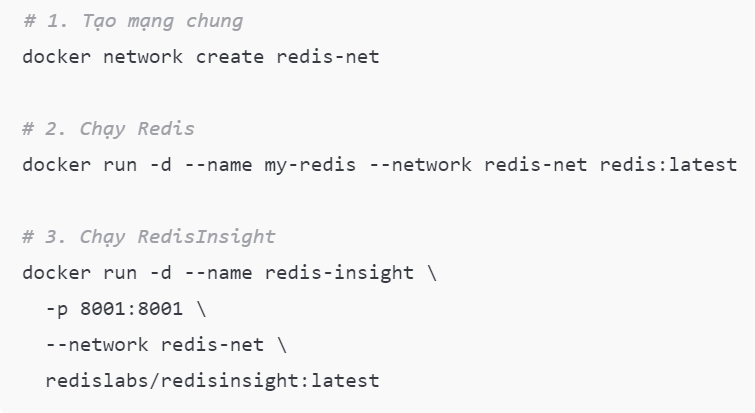 # 1. Tạo mạng chung
docker network create redis-net
# 2. Chạy Redis
docker run -d --name my-redis --network redis-net redis:latest
# 3. Chạy RedisInsight
docker run -d --name redis-insight \
-p 8001:8001 \
--network redis-net \
redislabs/redisinsight:latest